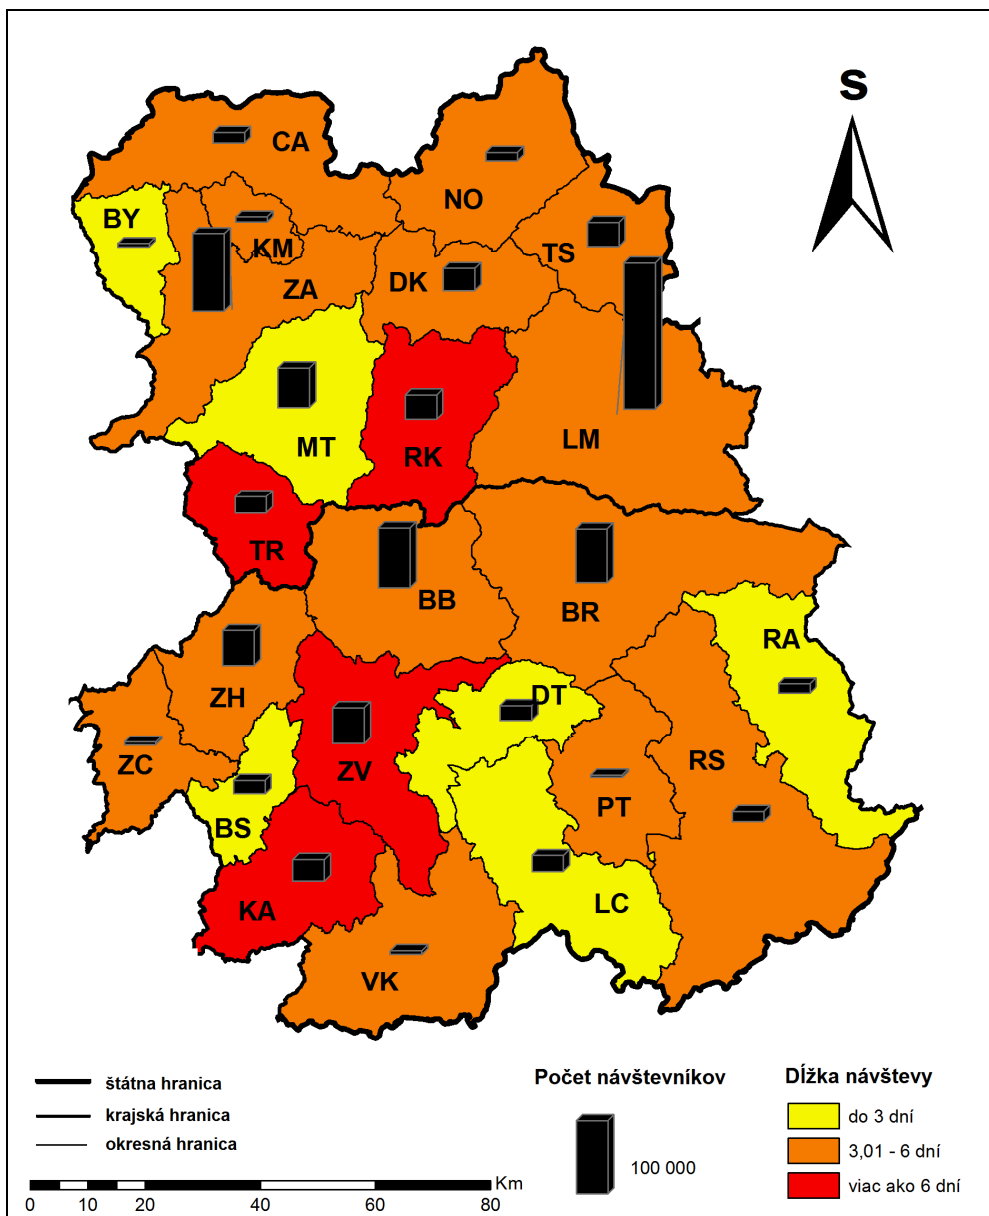 S
CA
NO
BY
KM
TS
ZA
DK
MT
RK
LM
TR
BB
BR
RA
ZH
DT
ZC
ZV
RS
BS
PT
KA
LC
VK
štátna hranica
krajská hranica
okresná hranica
0 10 20 40 60 80 Km
Počet návštevníkov
100 000
Dĺžka návštevy
do 3 dní
3,01 - 6 dní
viac ako 6 dní